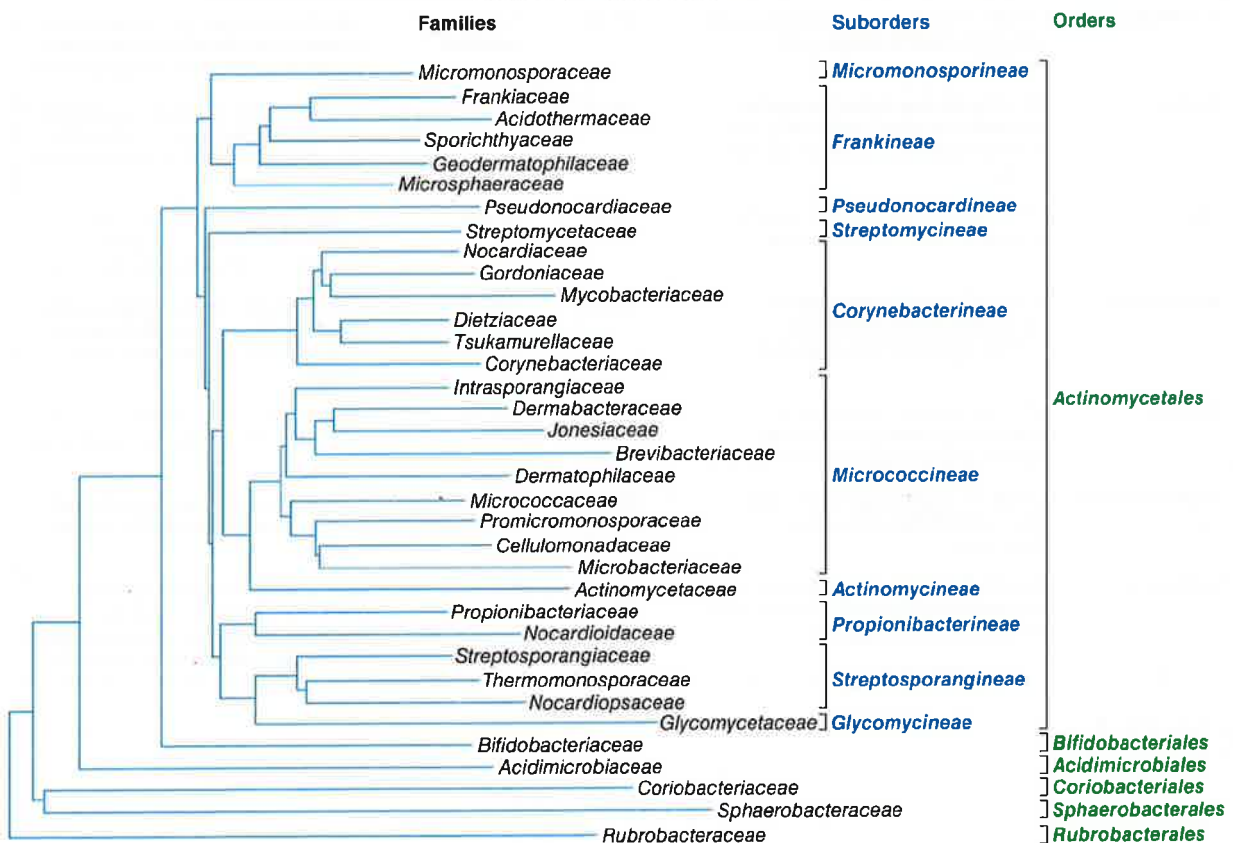 Families Suborders Orders
Micromonosporaceae Micromonosporineae
Frankiaceae
Acidothermaceae
Sporichthyaceae Frankineae
Geodermatophilaceae
Microsphaeraceae
Pseudonocardiaceae Pseudonocardineae
Streptomycetaceae Streptomycineae
Nocardiaceae
Gordoniaceae
Mycobacteriaceae
Corynebacterineae
Dietziaceae
Tsukamurellaceae
Corynebacteriaceae
Intrasporangiaceae
Actinomycetales
Dermabacteraceae
Jonesiaceae
Brevibacteriaceae
Dermatophilaceae Micrococcineae
Micrococcaceae
Promicromonosporaceae
Cellulomonadaceae
Microbacteriaceae
Actinomycetaceae Actinomycineae
Propionibacteriaceae
Propionibacterineae
Nocardioidaceae
Streptosporangiaceae
Thermomonosporaceae Streptosporangineae
Nocardiopsaceae
Glycomycetaceae Glycomycineae
Bifidobacteriaceae Bifidobacteriales
Acidimicrobiaceae Acidimicrobiales
Coriobacteriaceae Coriobacteriales
Sphaerobacteraceae Sphaerobacterales
Rubrobacteraceae Rubrobacterales